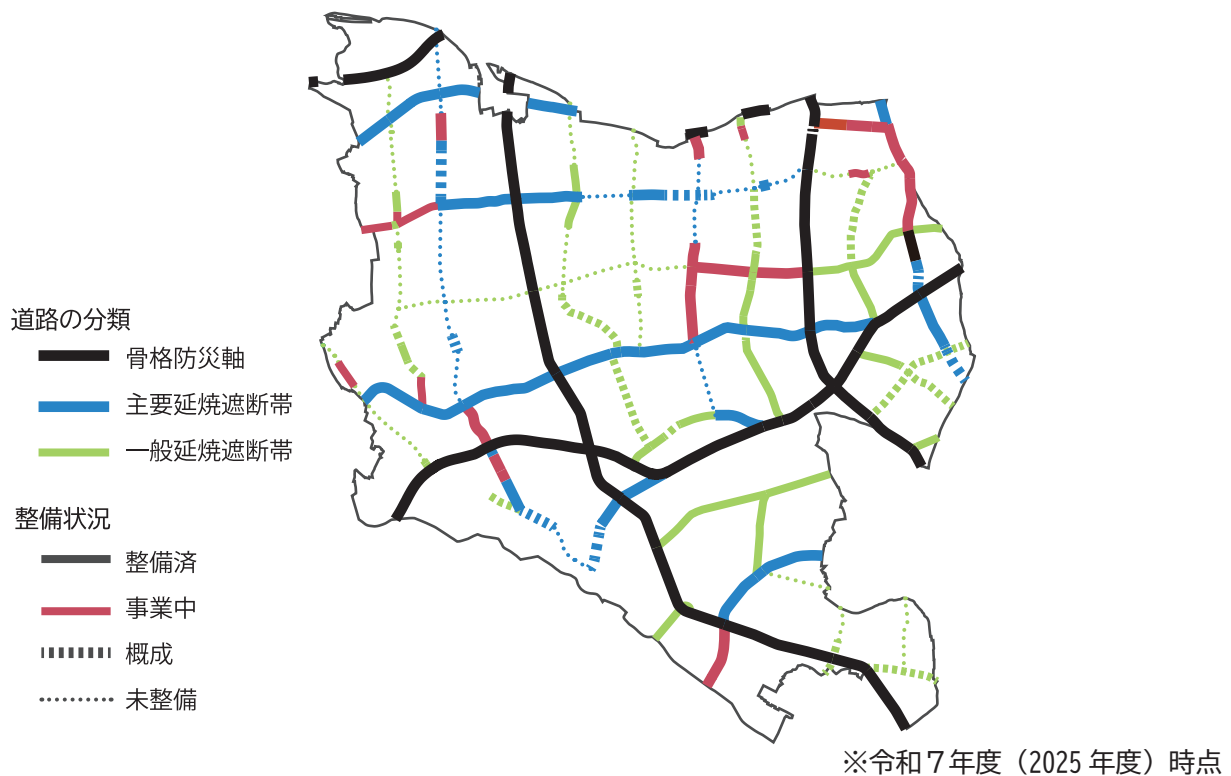 道路の分類
骨格防災軸
主要延焼遮断帯
一般延焼遮断帯
整備状況
整備済
事業中
概成
未整備
※令和７年度（2025 年度）時点